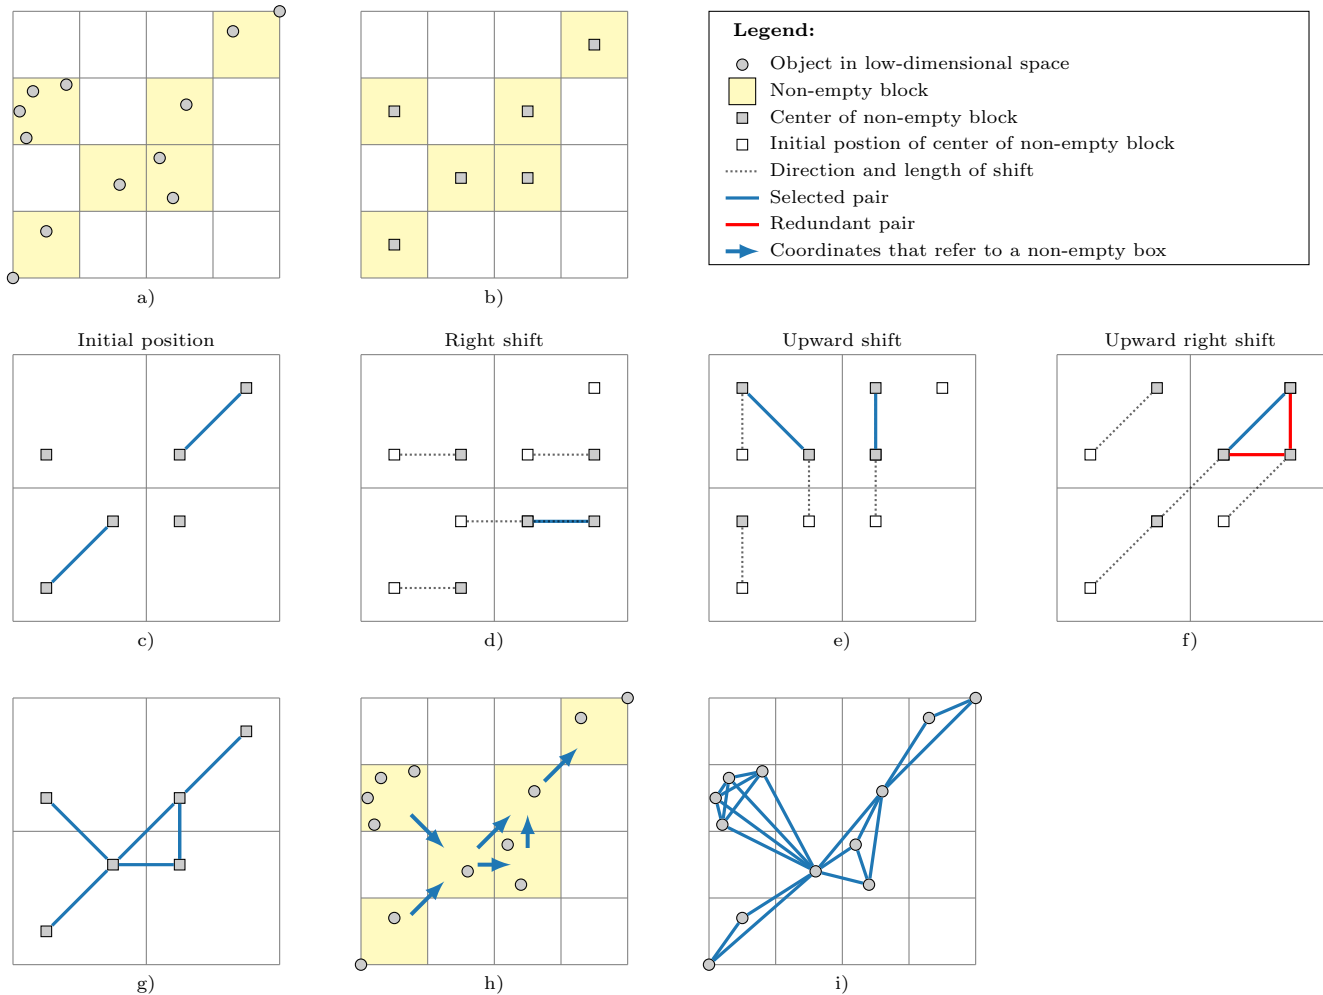 Legend:
Object in low-dimensional space
Non-empty block
Center of non-empty block
Initial postion of center of non-empty block
Direction and length of shift
Selected pair
Redundant pair
Coordinates that refer to a non-empty box
a)
b)
Initial position
Right shift
Upward shift
Upward right shift
c)
d)
e)
f)
g)
h)
i)